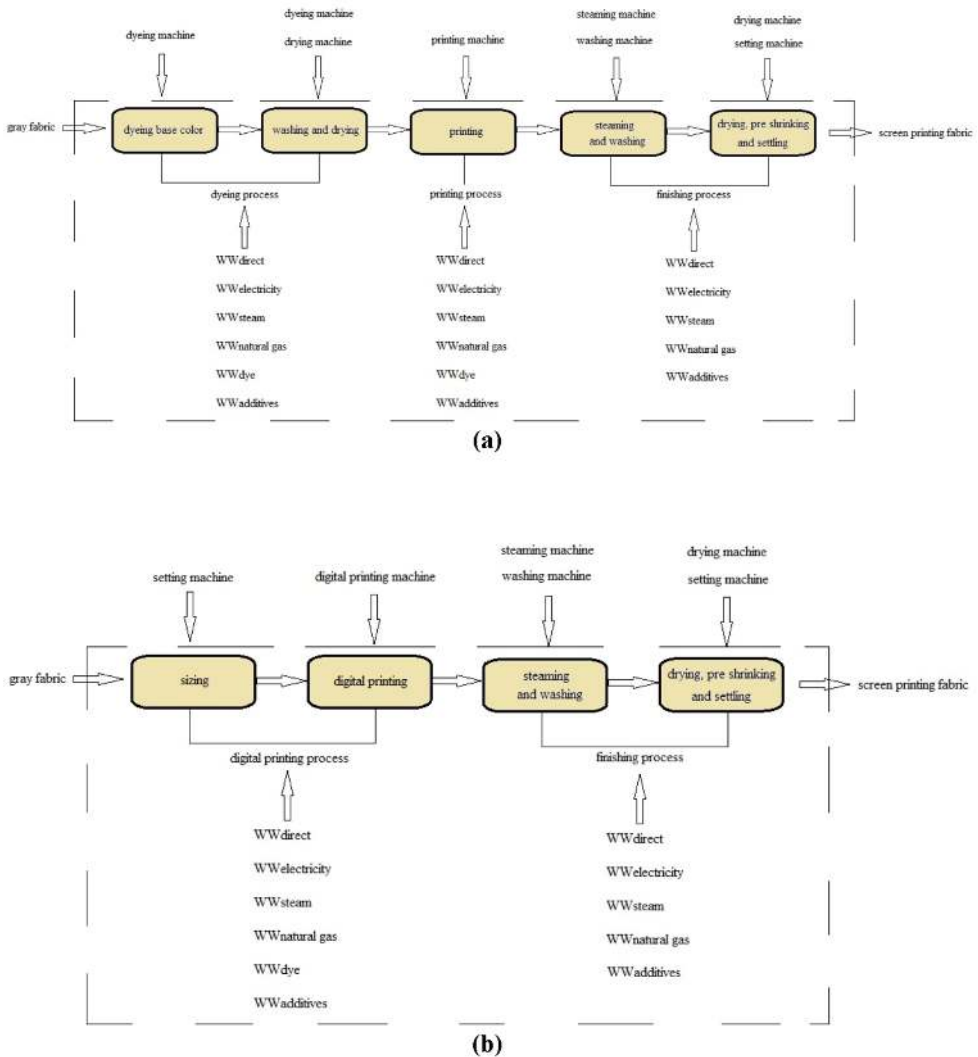 dyeing machine
dyeing machine
drying machine
printing machine
steaming machine
washing machine
drying machine
setting machine
gray fabric
dyeing base color
washing and drying
printing
steaming
and washing
drying, pre shrinking
and settling
screen printing fabric
dyeing process
printing process
finishing process
WWdirect
WWelectricity
WWsteam
WWnatural gas
WWdye
WWadditives
WWdirect
WWelectricity
WWsteam
WWnatural gas
WWdye
WWadditives
WWdirect
WWelectricity
WWsteam
WWnatural gas
WWadditives
(a)
setting machine
digital printing machine
steaming machine
washing machine
drying machine
setting machine
gray fabric
sizing
digital printing
steaming
and washing
drying, pre shrinking
and settling
screen printing fabric
digital printing process
finishing process
WWdirect
WWelectricity
WWsteam
WWnatural gas
WWdye
WWadditives
WWdirect
WWelectricity
WWsteam
WWnatural gas
WWadditives
(b)